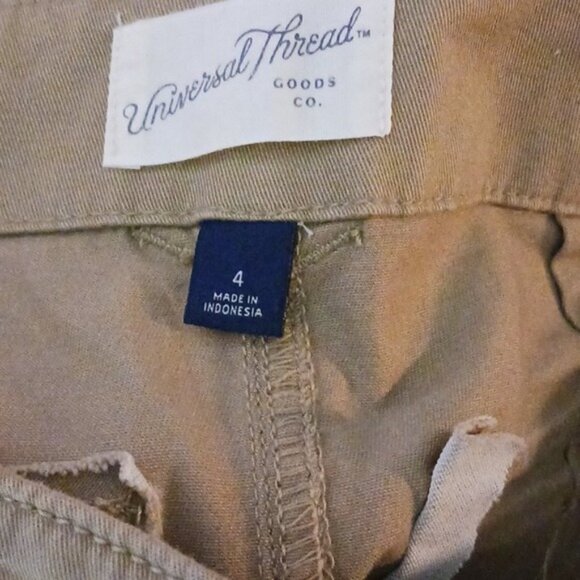 Universal Thread™
GOODS
CO.
4
MADE IN
INDONESIA